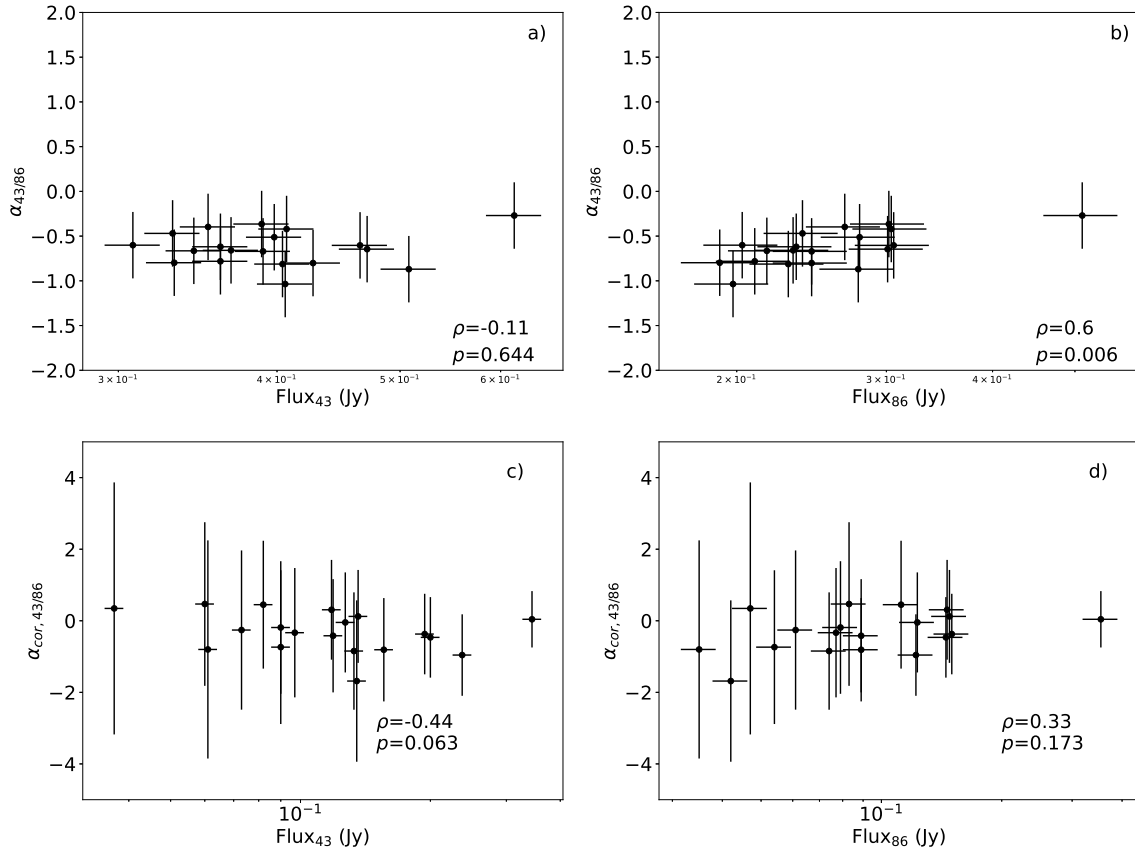 2.0
1.5
1.0
0.5
0.0
−0.5
−1.0
−1.5
−2.0
α43/86
a)
ρ=-0.11
p=0.644
3 × 10⁻¹ 4 × 10⁻¹ 5 × 10⁻¹ 6 × 10⁻¹
Flux₄₃ (Jy)
2.0
1.5
1.0
0.5
0.0
−0.5
−1.0
−1.5
−2.0
α43/86
b)
ρ=0.6
p=0.006
2 × 10⁻¹ 3 × 10⁻¹ 4 × 10⁻¹
Flux₈₆ (Jy)
4
2
0
−2
−4
αcor, 43/86
c)
ρ=-0.44
p=0.063
10⁻¹
Flux₄₃ (Jy)
4
2
0
−2
−4
αcor, 43/86
d)
ρ=0.33
p=0.173
10⁻¹
Flux₈₆ (Jy)